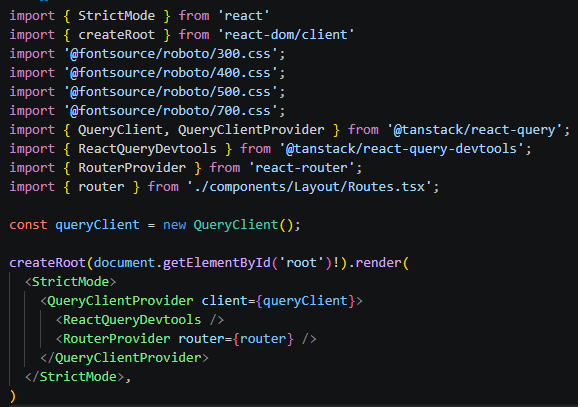 import { StrictMode } from 'react'
import { createRoot } from 'react-dom/client'
import '@fontsource/roboto/300.css';
import '@fontsource/roboto/400.css';
import '@fontsource/roboto/500.css';
import '@fontsource/roboto/700.css';
import { QueryClient, QueryClientProvider } from '@tanstack/react-query';
import { ReactQueryDevtools } from '@tanstack/react-query-devtools';
import { RouterProvider } from 'react-router';
import { router } from './components/Layout/Routes.tsx';

const queryClient = new QueryClient();

createRoot(document.getElementById('root')!).render(
  <StrictMode>
    <QueryClientProvider client={queryClient}>
      <ReactQueryDevtools />
      <RouterProvider router={router} />
    </QueryClientProvider>
  </StrictMode>,
)